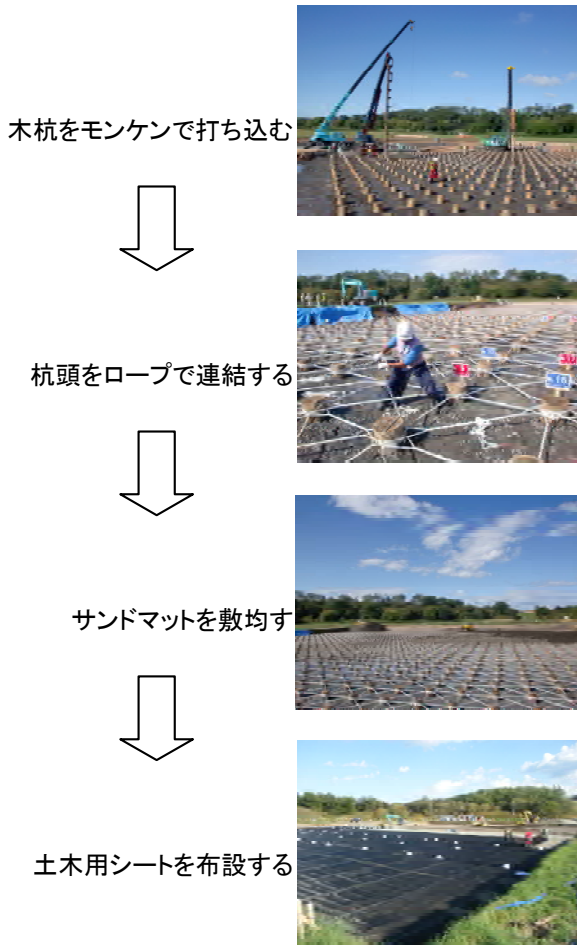 木杭をモンケンで打ち込む
杭頭をロープで連結する
サンドマットを敷均す
土木用シートを布設する